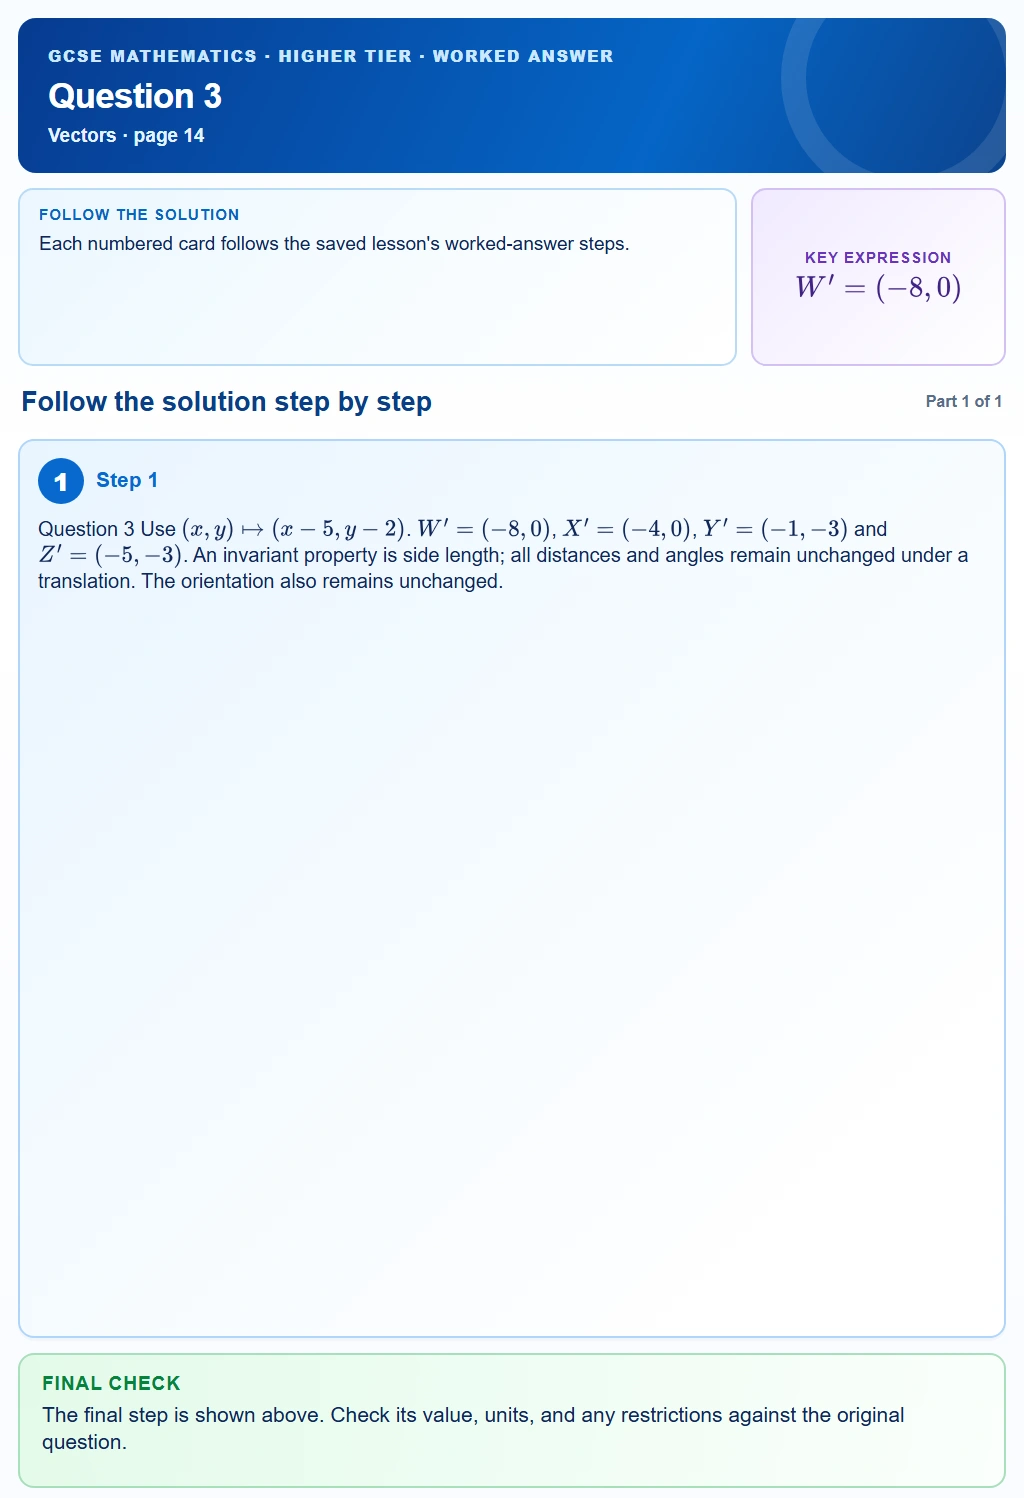 GCSE MATHEMATICS · HIGHER TIER · WORKED ANSWER
Question 3
Vectors · page 14
FOLLOW THE SOLUTION
Each numbered card follows the saved lesson's worked-answer steps.
KEY EXPRESSION
W′ = (−8, 0)
Follow the solution step by step
Part 1 of 1
1 Step 1
Question 3 Use (x, y) ↦ (x − 5, y − 2). W′ = (−8, 0), X′ = (−4, 0), Y′ = (−1, −3) and
Z′ = (−5, −3). An invariant property is side length; all distances and angles remain unchanged under a
translation. The orientation also remains unchanged.
FINAL CHECK
The final step is shown above. Check its value, units, and any restrictions against the original
question.